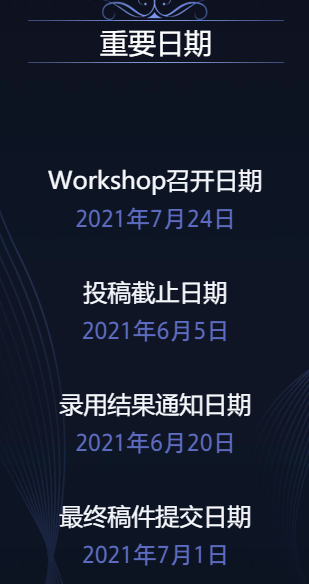 重要日期
Workshop召开日期
2021年7月24日
投稿截止日期
2021年6月5日
录用结果通知日期
2021年6月20日
最终稿件提交日期
2021年7月1日